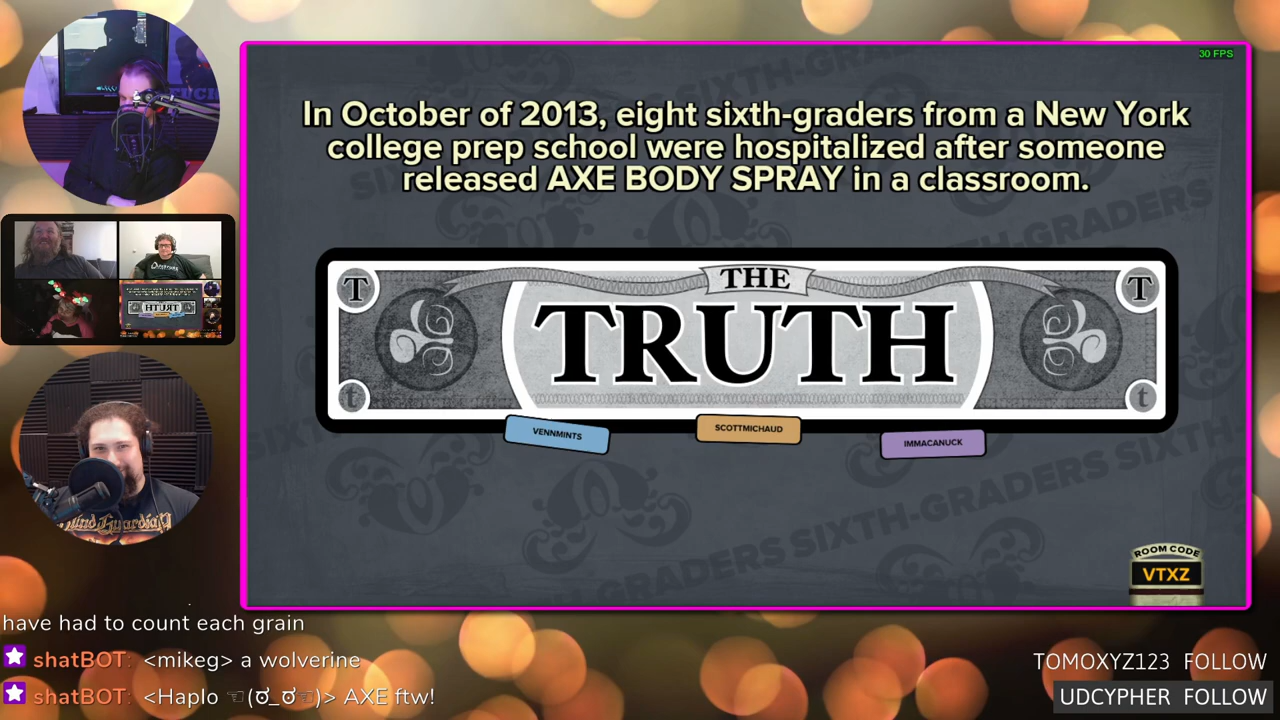 30 FPS
In October of 2013, eight sixth-graders from a New York
college prep school were hospitalized after someone
released AXE BODY SPRAY in a classroom.
T
T
THE
TRUTH
t
t
VENNMINTS
SCOTTMICHAUD
IMMACANUCK
ROOM CODE
VTXZ
have had to count each grain
shatBOT: <mikeg> a wolverine
shatBOT: <Haplo ☜(ಠ_ಠ☜)> AXE ftw!
TOMOXYZ123 FOLLOW
UDCYPHER FOLLOW